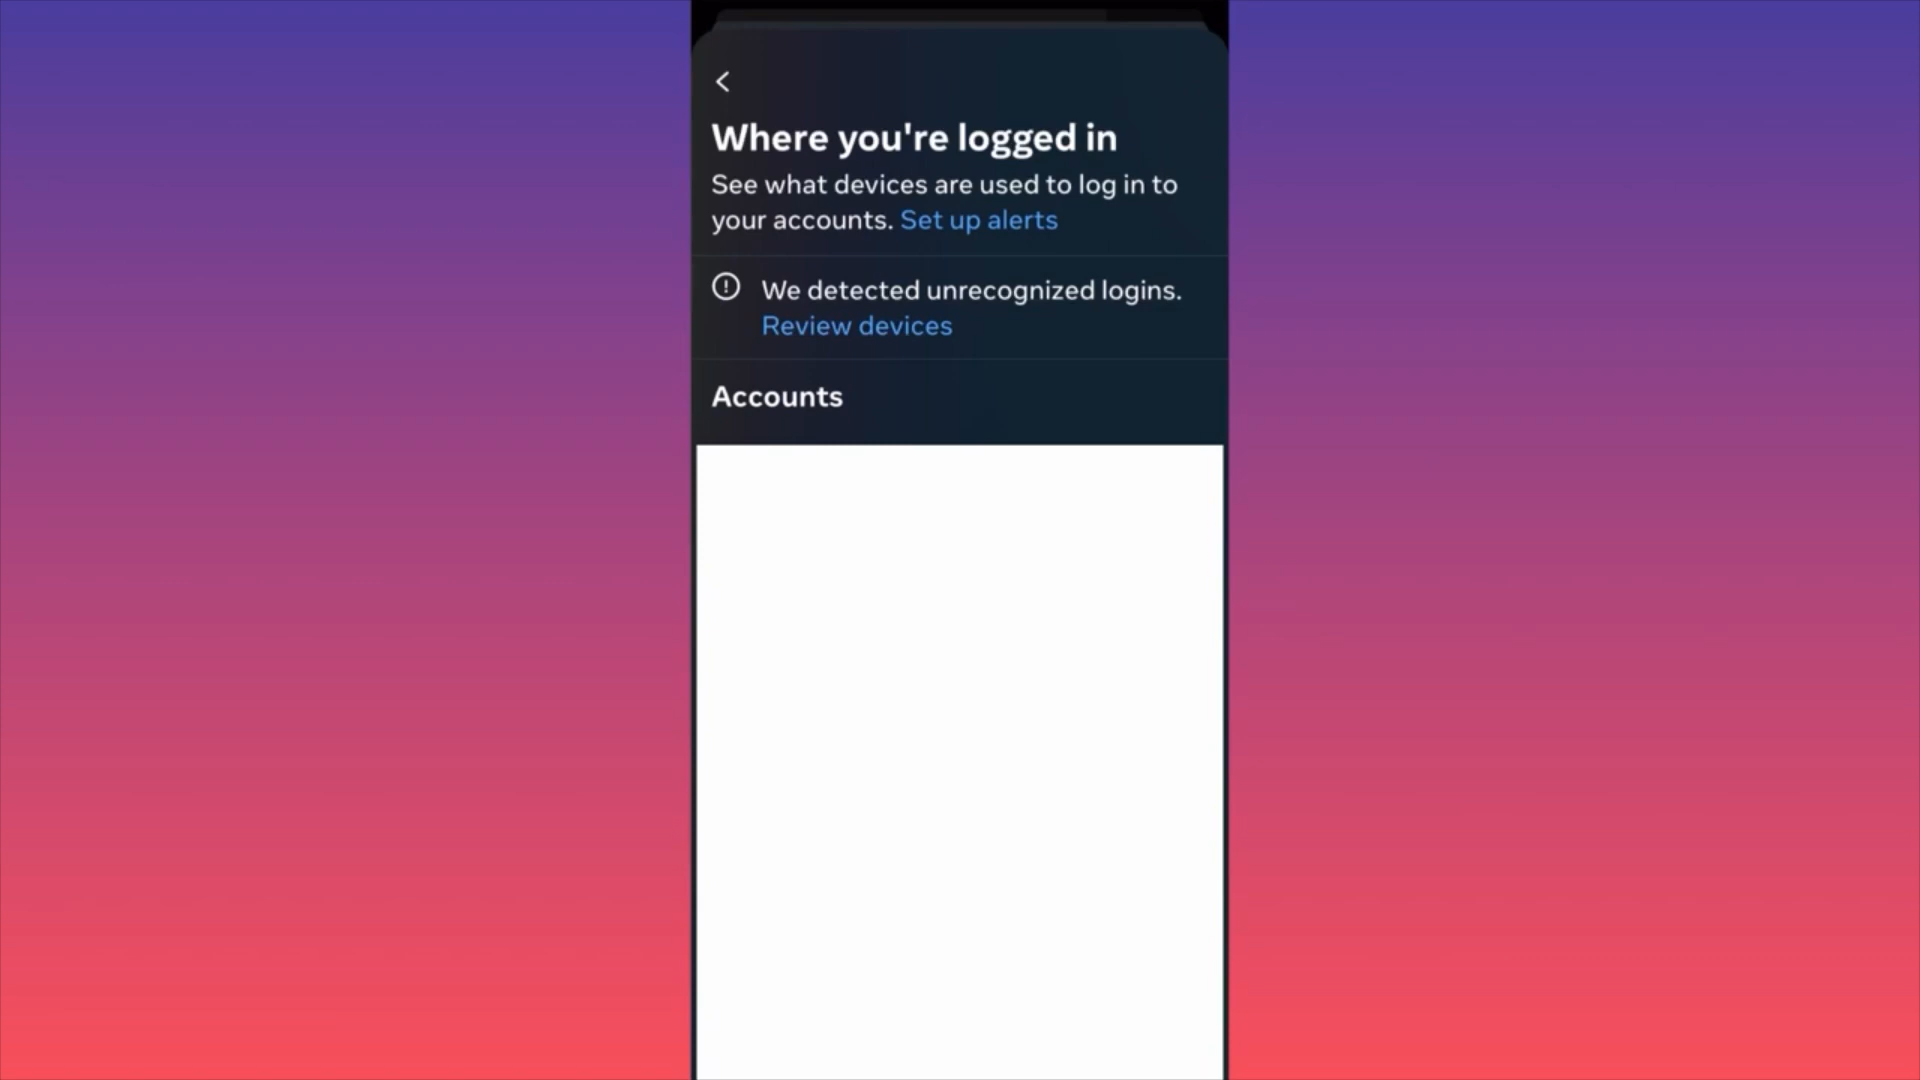 Where you're logged in
See what devices are used to log in to
your accounts. Set up alerts
We detected unrecognized logins.
Review devices
Accounts